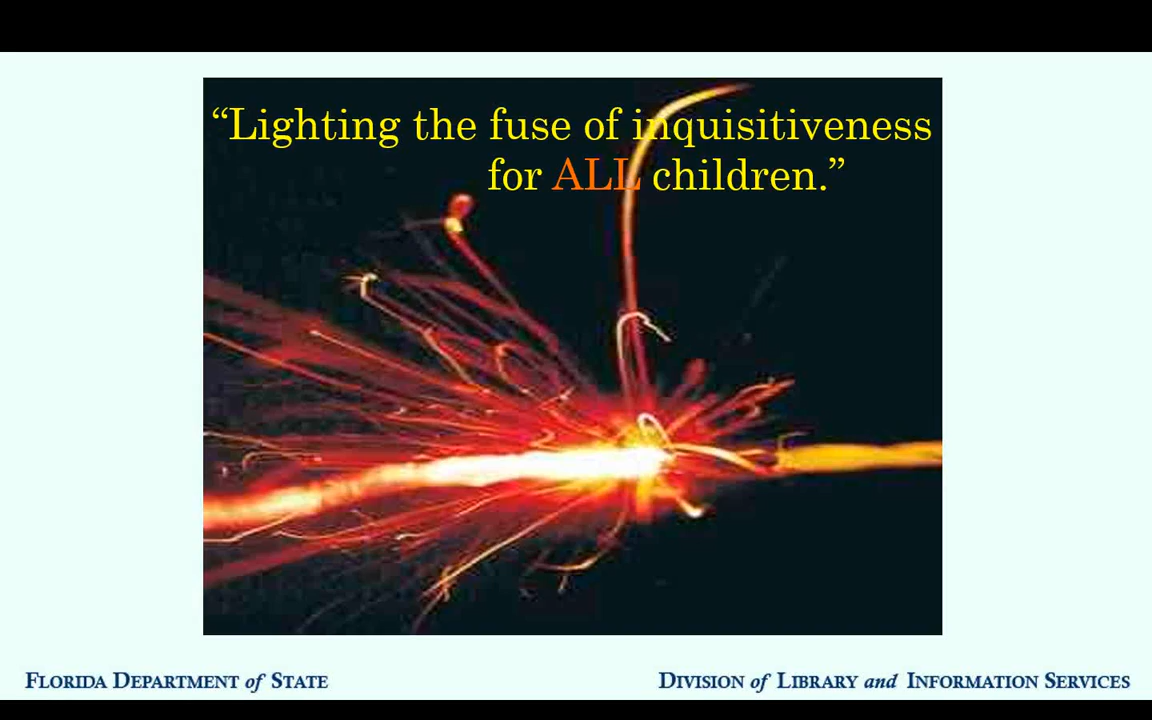 “Lighting the fuse of inquisitiveness
for ALL children.”
FLORIDA DEPARTMENT of STATE
DIVISION of LIBRARY and INFORMATION SERVICES